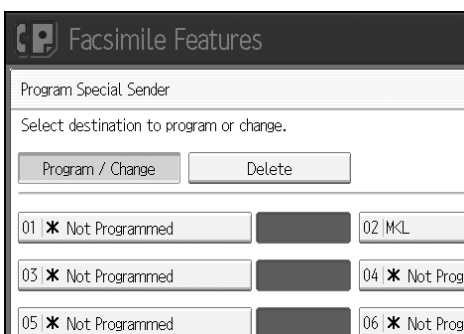 Facsimile Features
Program Special Sender
Select destination to program or change.
Program / Change Delete
01 ✱ Not Programmed 02 M<L
03 ✱ Not Programmed 04 ✱ Not Prog
05 ✱ Not Programmed 06 ✱ Not Prog